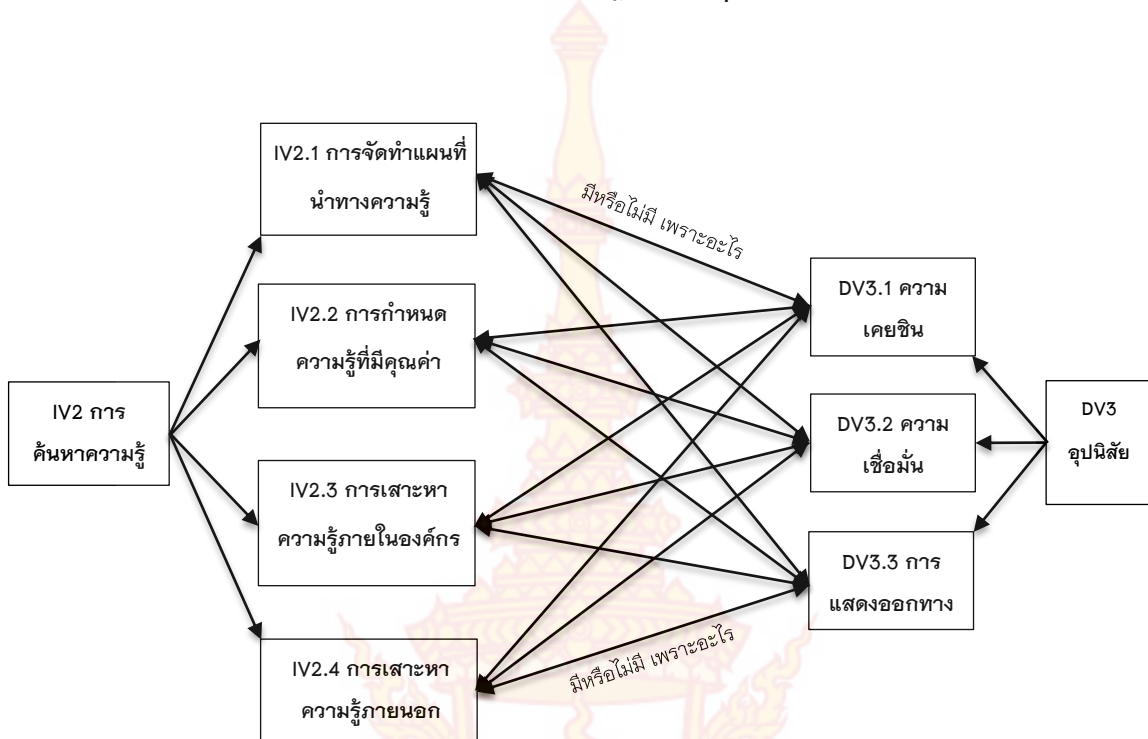 IV2.1 การจัดทำแผนที่
นำทางความรู้
มีหรือไม่มี เพราะอะไร
DV3.1 ความ
เคยชิน
IV2.2 การกำหนด
ความรู้ที่มีคุณค่า
IV2 การ
ค้นหาความรู้
DV3.2 ความ
เชื่อมั่น
DV3
อุปนิสัย
IV2.3 การเสาะหา
ความรู้ภายในองค์กร
DV3.3 การ
แสดงออกทาง
มีหรือไม่มี เพราะอะไร
IV2.4 การเสาะหา
ความรู้ภายนอก